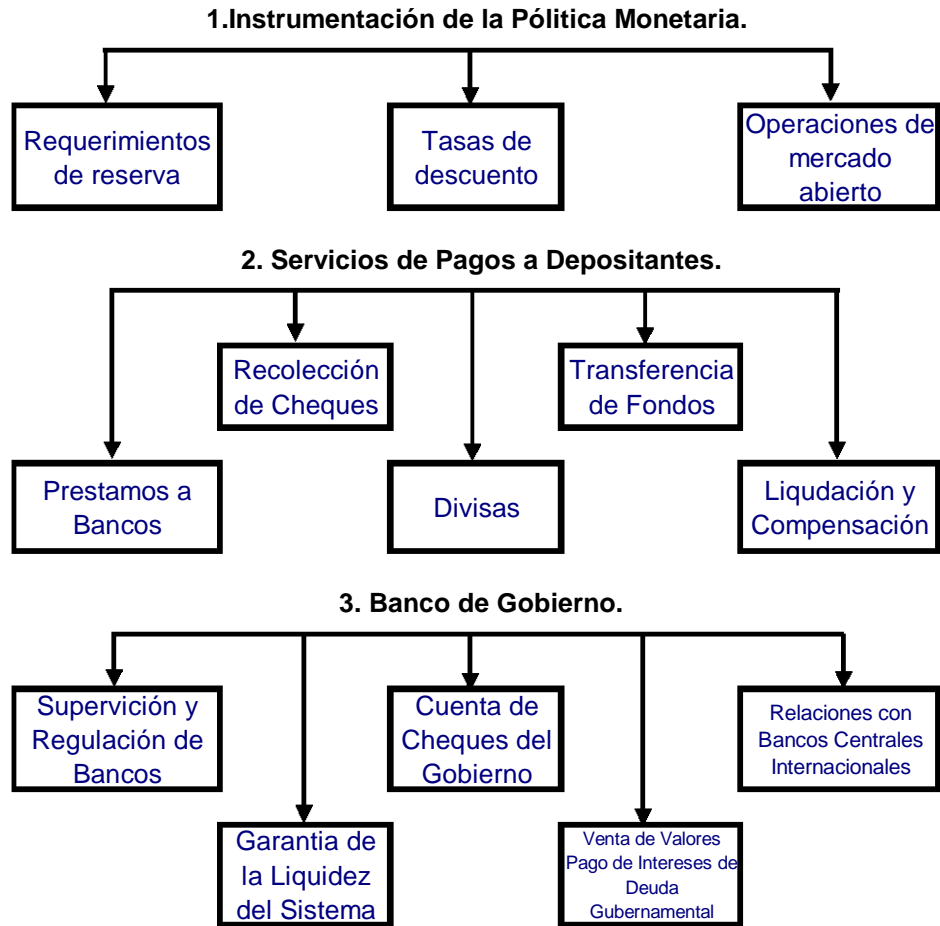 1.Instrumentación de la Pólitica Monetaria.
Requerimientos
de reserva
Tasas de
descuento
Operaciones de
mercado
abierto
2. Servicios de Pagos a Depositantes.
Recolección
de Cheques
Transferencia
de Fondos
Prestamos a
Bancos
Divisas
Liqudación y
Compensación
3. Banco de Gobierno.
Supervición y
Regulación de
Bancos
Cuenta de
Cheques del
Gobierno
Relaciones con
Bancos Centrales
Internacionales
Garantia de
la Liquidez
del Sistema
Venta de Valores
Pago de Intereses de
Deuda
Gubernamental